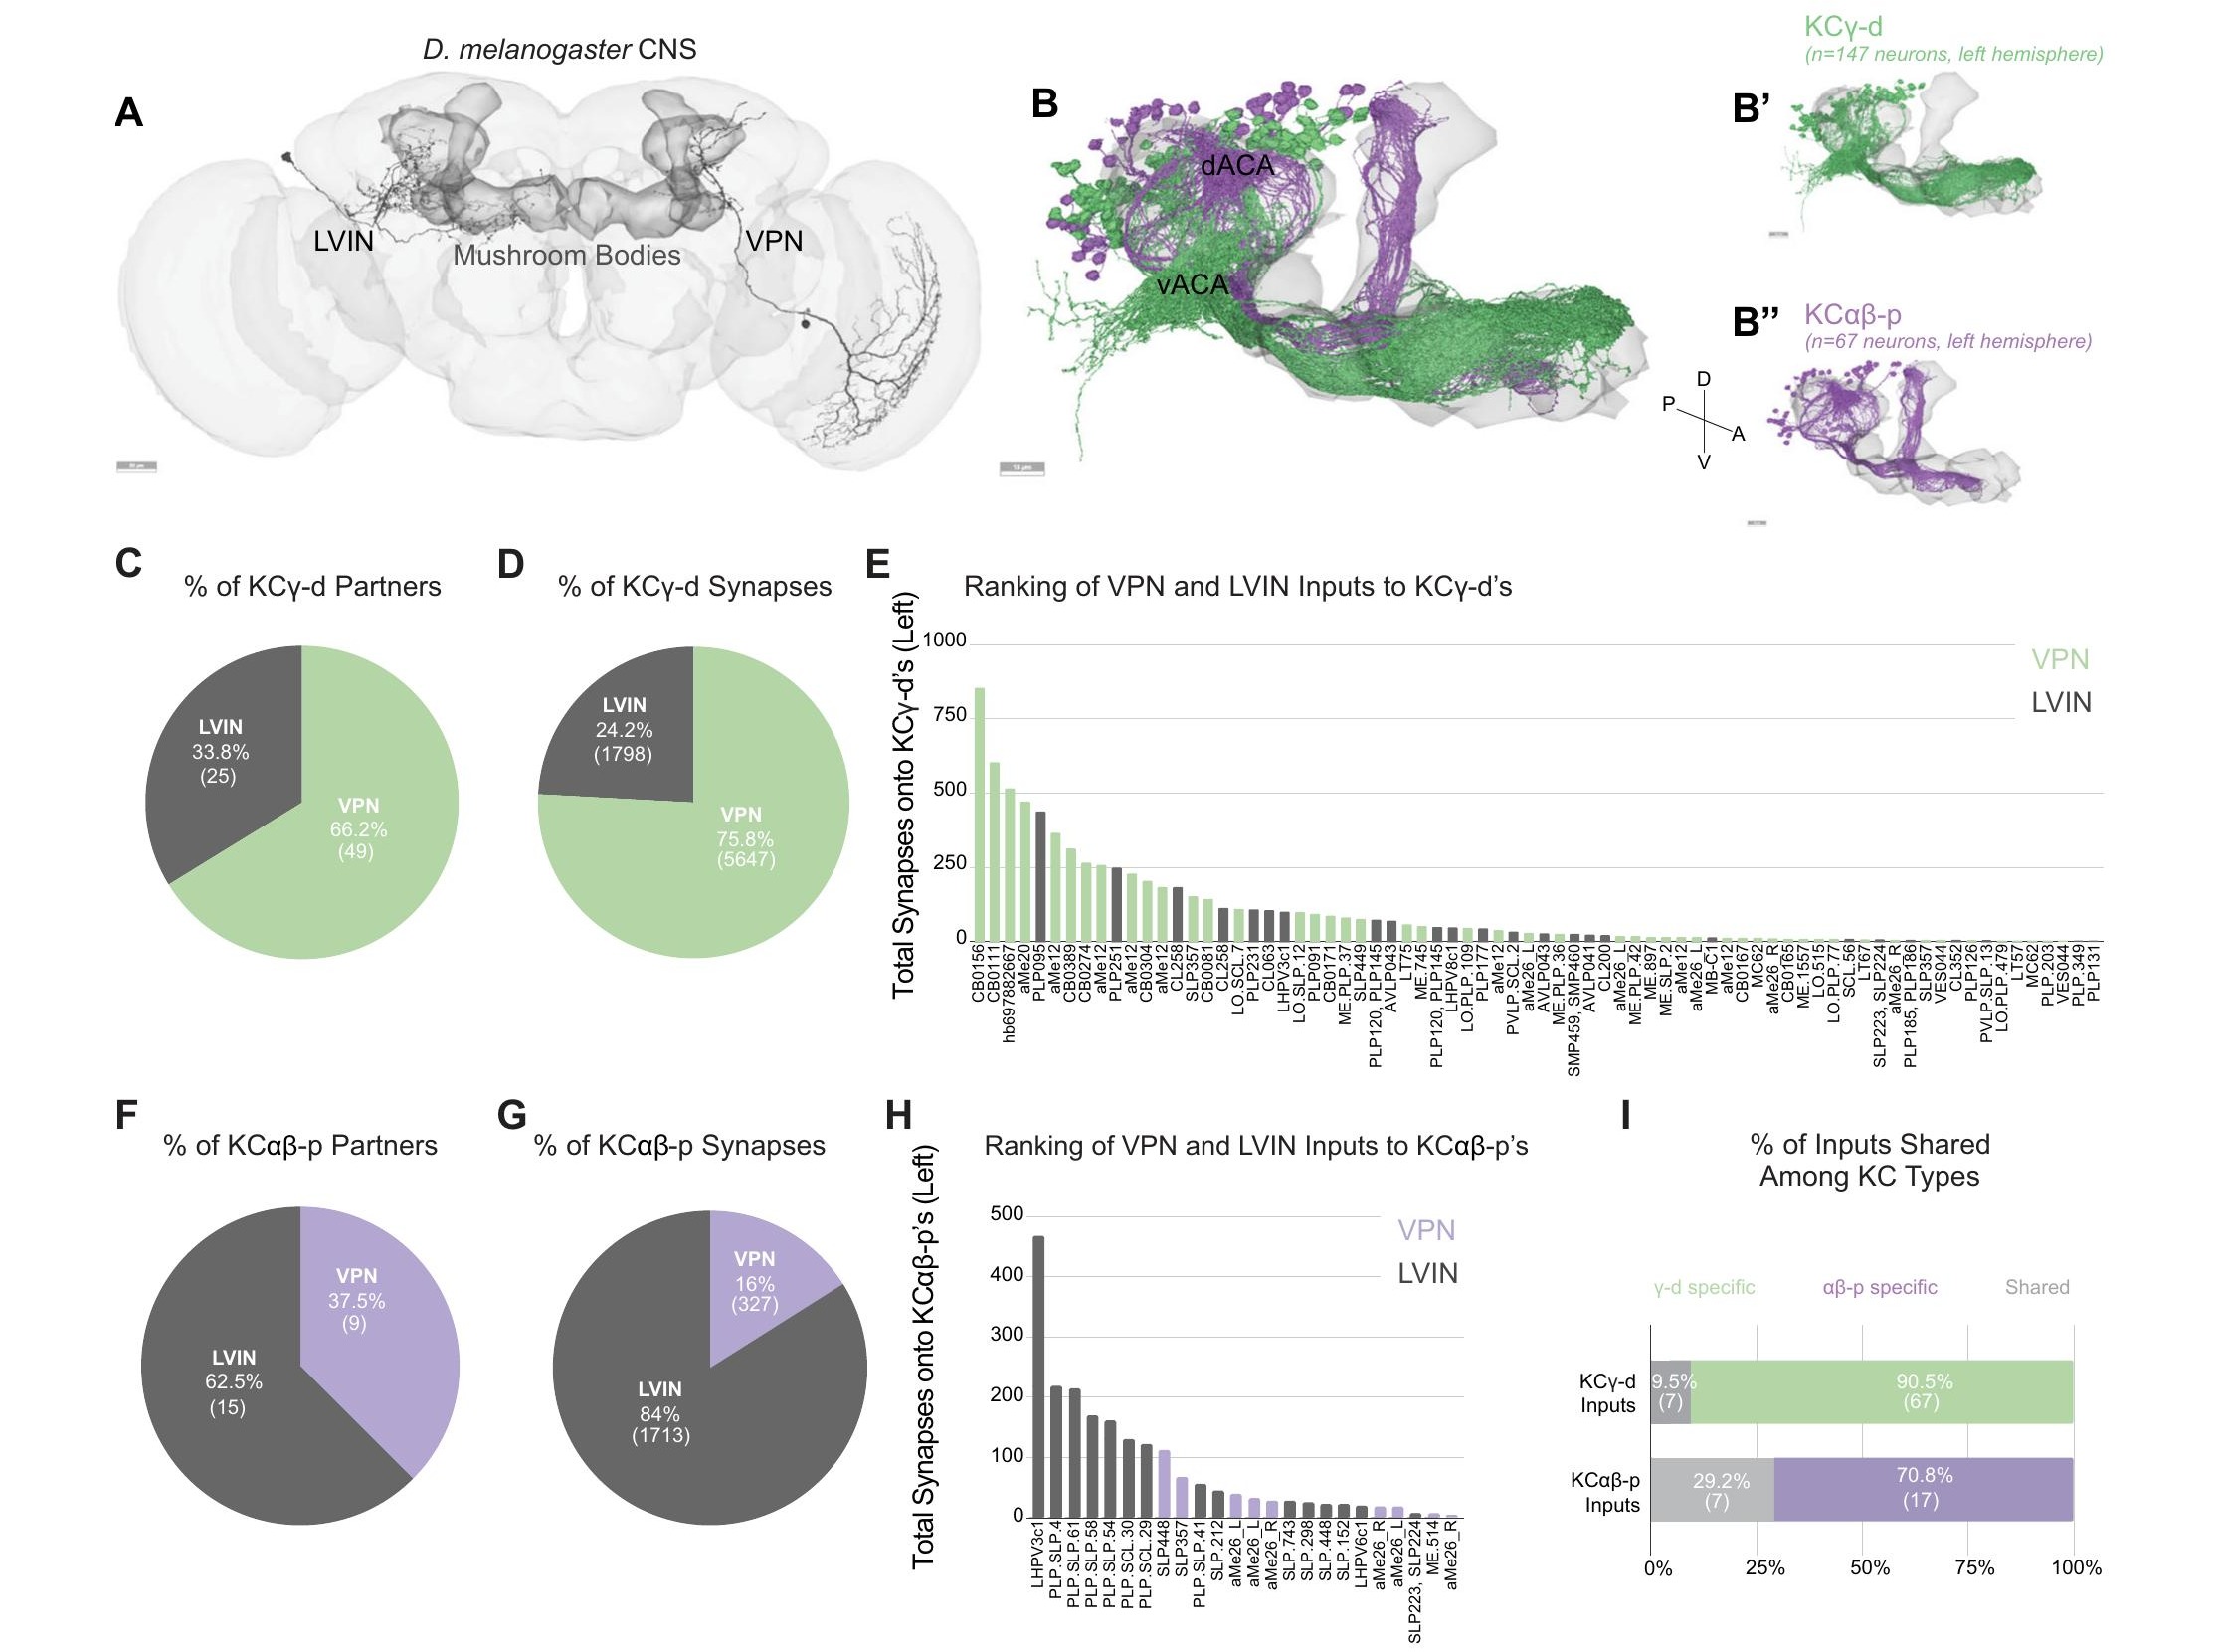 D. melanogaster CNS
A
LVIN
VPN
Mushroom Bodies
B
dACA
vACA
10 µm
KCγ-d
(n=147 neurons, left hemisphere)
B’
B”
KCαβ-p
(n=67 neurons, left hemisphere)
D
P
A
V
C
% of KCγ-d Partners
LVIN
33.8%
(25)
VPN
66.2%
(49)
D
% of KCγ-d Synapses
LVIN
24.2%
(1798)
VPN
75.8%
(5647)
E
Ranking of VPN and LVIN Inputs to KCγ-d’s
Total Synapses onto KCγ-d’s (Left)
1000
750
500
250
0
VPN
LVIN
CB0156
CB0111
hb697882667
aMe20
PLP095
aMe12
CB0389
CB0274
aMe12
PLP251
aMe12
CB0304
aMe12
CL258
SLP357
CB0081
CL258
LO.SCL.7
PLP231
CL063
LHPV3c1
LO.SLP.12
PLP091
CB0171
ME.PLP.37
SLP449
PLP120, PLP145
AVLP043
LT75
ME.745
PLP120, PLP145
LHPV8c1
LO.PLP.109
PLP177
aMe12
PVLP.SCL.2
aMe26_L
AVLP043
ME.PLP.36
SMP459, SMP460
AVLP041
CL200
aMe26_L
ME.PLP.42
ME.897
ME.SLP.2
aMe12
aMe26_L
MB-C1
aMe12
CB0167
MC62
aMe26_R
CB0165
ME.1557
LO.515
LO.PLP.77
SCL.56
LT67
SLP223, SLP224
aMe26_R
PLP185, PLP186
SLP357
VES044
CL352
PLP126
PVLP.SLP.13
LO.PLP.479
LT57
MC62
PLP.203
VES044
PLP.349
PLP131
F
% of KCαβ-p Partners
VPN
37.5%
(9)
LVIN
62.5%
(15)
G
% of KCαβ-p Synapses
VPN
16%
(327)
LVIN
84%
(1713)
H
Ranking of VPN and LVIN Inputs to KCαβ-p’s
Total Synapses onto KCαβ-p’s (Left)
500
400
300
200
100
0
VPN
LVIN
LHPV3c1
PLP.SLP.4
PLP.SLP.61
PLP.SLP.58
PLP.SLP.54
PLP.SCL.30
PLP.SCL.29
SLP448
SLP357
PLP.SLP.41
SLP.212
aMe26_L
aMe26_L
aMe26_R
SLP.743
SLP.298
SLP.448
SLP.152
LHPV6c1
aMe26_R
aMe26_L
SLP223, SLP224
ME.514
aMe26_R
I
% of Inputs Shared
Among KC Types
γ-d specific
αβ-p specific
Shared
KCγ-d
Inputs
9.5%
(7)
90.5%
(67)
KCαβ-p
Inputs
29.2%
(7)
70.8%
(17)
0%
25%
50%
75%
100%